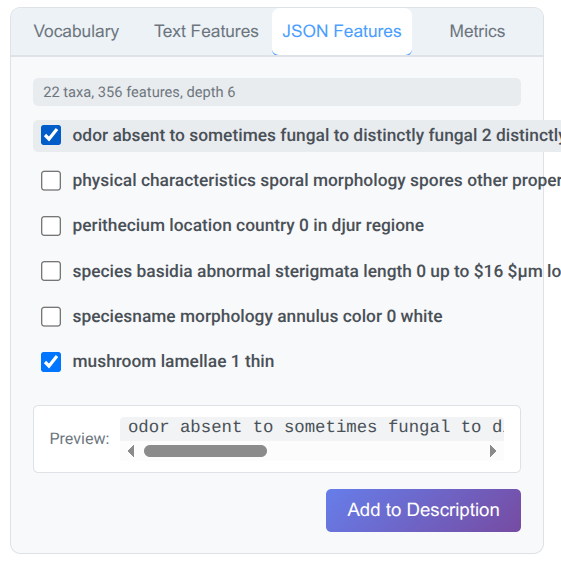 Vocabulary Text Features JSON Features Metrics
22 taxa, 356 features, depth 6
odor absent to sometimes fungal to distinctly fungal 2 distinctly
physical characteristics sporal morphology spores other proper
perithecium location country 0 in djur regione
species basidia abnormal sterigmata length 0 up to $16 $µm lo
speciesname morphology annulus color 0 white
mushroom lamellae 1 thin
Preview: odor absent to sometimes fungal to d
Add to Description